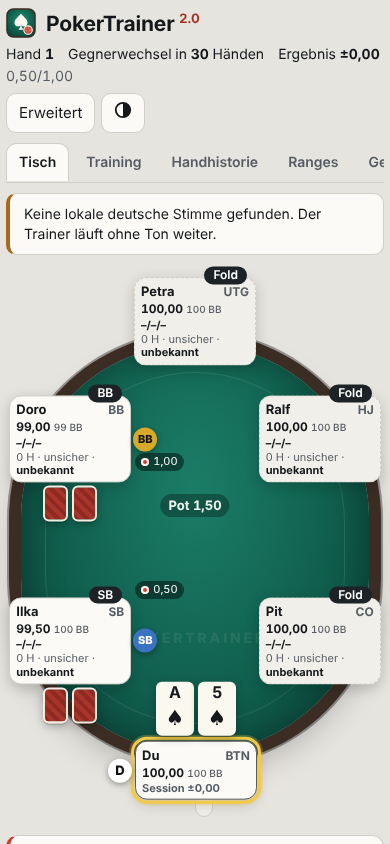 PokerTrainer 2.0
Hand 1 Gegnerwechsel in 30 Händen Ergebnis ±0,00
0,50/1,00
Erweitert
Tisch Training Handhistorie Ranges Ge
Keine lokale deutsche Stimme gefunden. Der
Trainer läuft ohne Ton weiter.
Fold
Petra UTG
100,00 100 BB
–/–/–
0 H · unsicher ·
unbekannt
BB
Doro BB
99,00 99 BB
–/–/–
0 H · unsicher ·
unbekannt
Fold
Ralf HJ
100,00 100 BB
–/–/–
0 H · unsicher ·
unbekannt
BB
1,00
Pot 1,50
0,50
SB
Ilka SB
99,50 100 BB
–/–/–
0 H · unsicher ·
unbekannt
SB
ERTRAINER
Fold
Pit CO
100,00 100 BB
–/–/–
0 H · unsicher ·
unbekannt
A 5
♠ ♠
D
Du BTN
100,00 100 BB
Session ±0,00